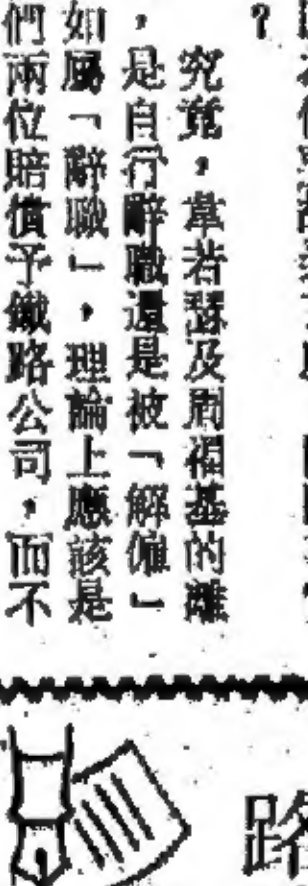 ？
究竟，韋若瑟及周福基的離
，是自行辭職還是被「解僱」
如屬「辭職」，理論上應該是
們兩位賠償予鐵路公司，而不
路